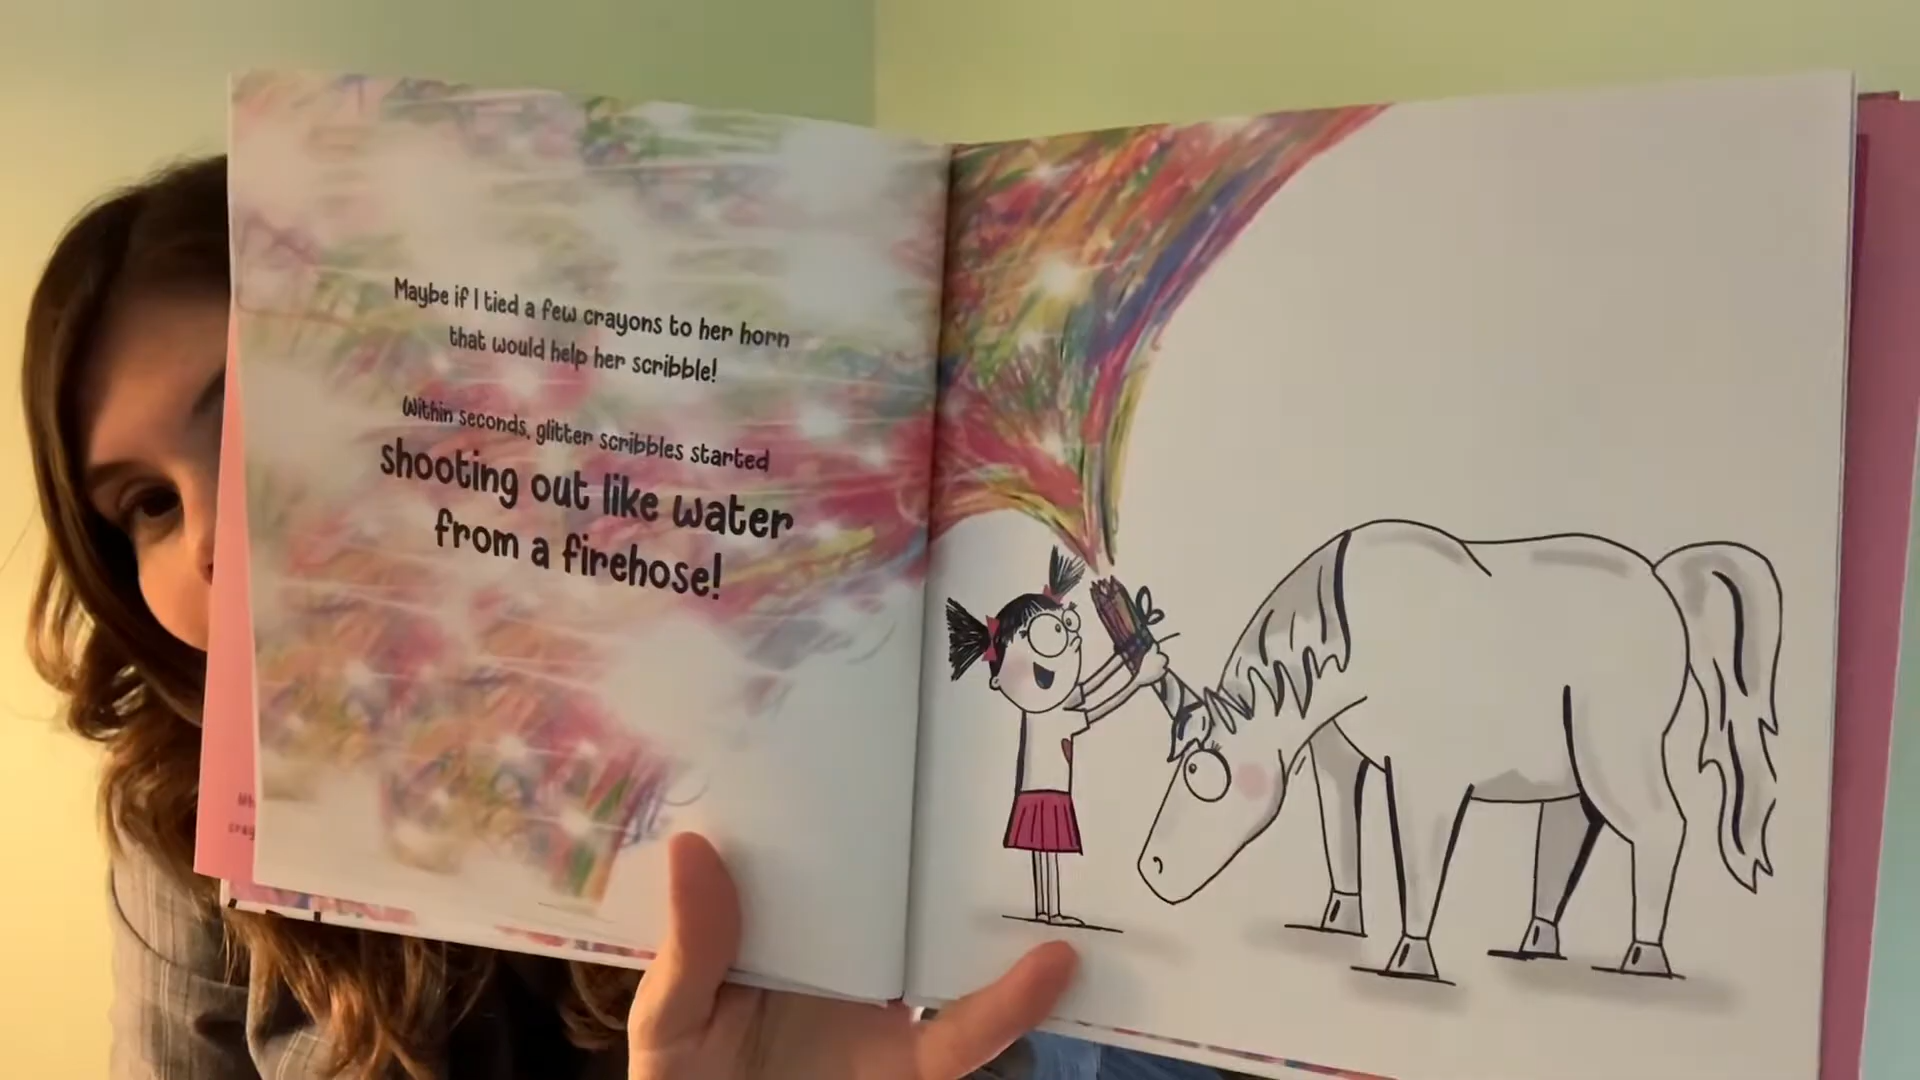 Maybe if I tied a few crayons to her horn
that would help her scribble!
Within seconds, glitter scribbles started
shooting out like water
from a firehose!